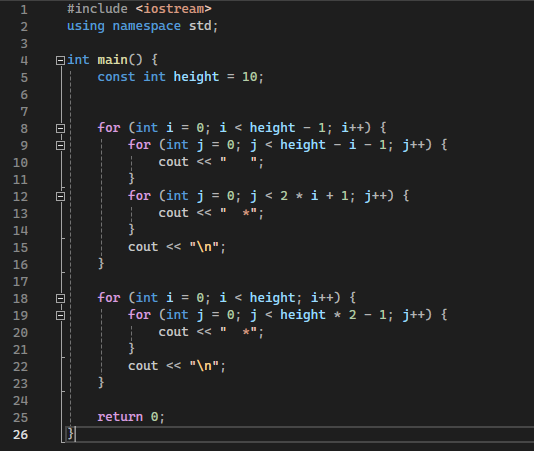 1 #include <iostream>
2 using namespace std;
3
4 int main() {
5     const int height = 10;
6
7
8     for (int i = 0; i < height - 1; i++) {
9         for (int j = 0; j < height - i - 1; j++) {
10             cout << "   ";
11         }
12         for (int j = 0; j < 2 * i + 1; j++) {
13             cout << "  *";
14         }
15         cout << "\n";
16     }
17
18     for (int i = 0; i < height; i++) {
19         for (int j = 0; j < height * 2 - 1; j++) {
20             cout << "  *";
21         }
22         cout << "\n";
23     }
24
25     return 0;
26 }